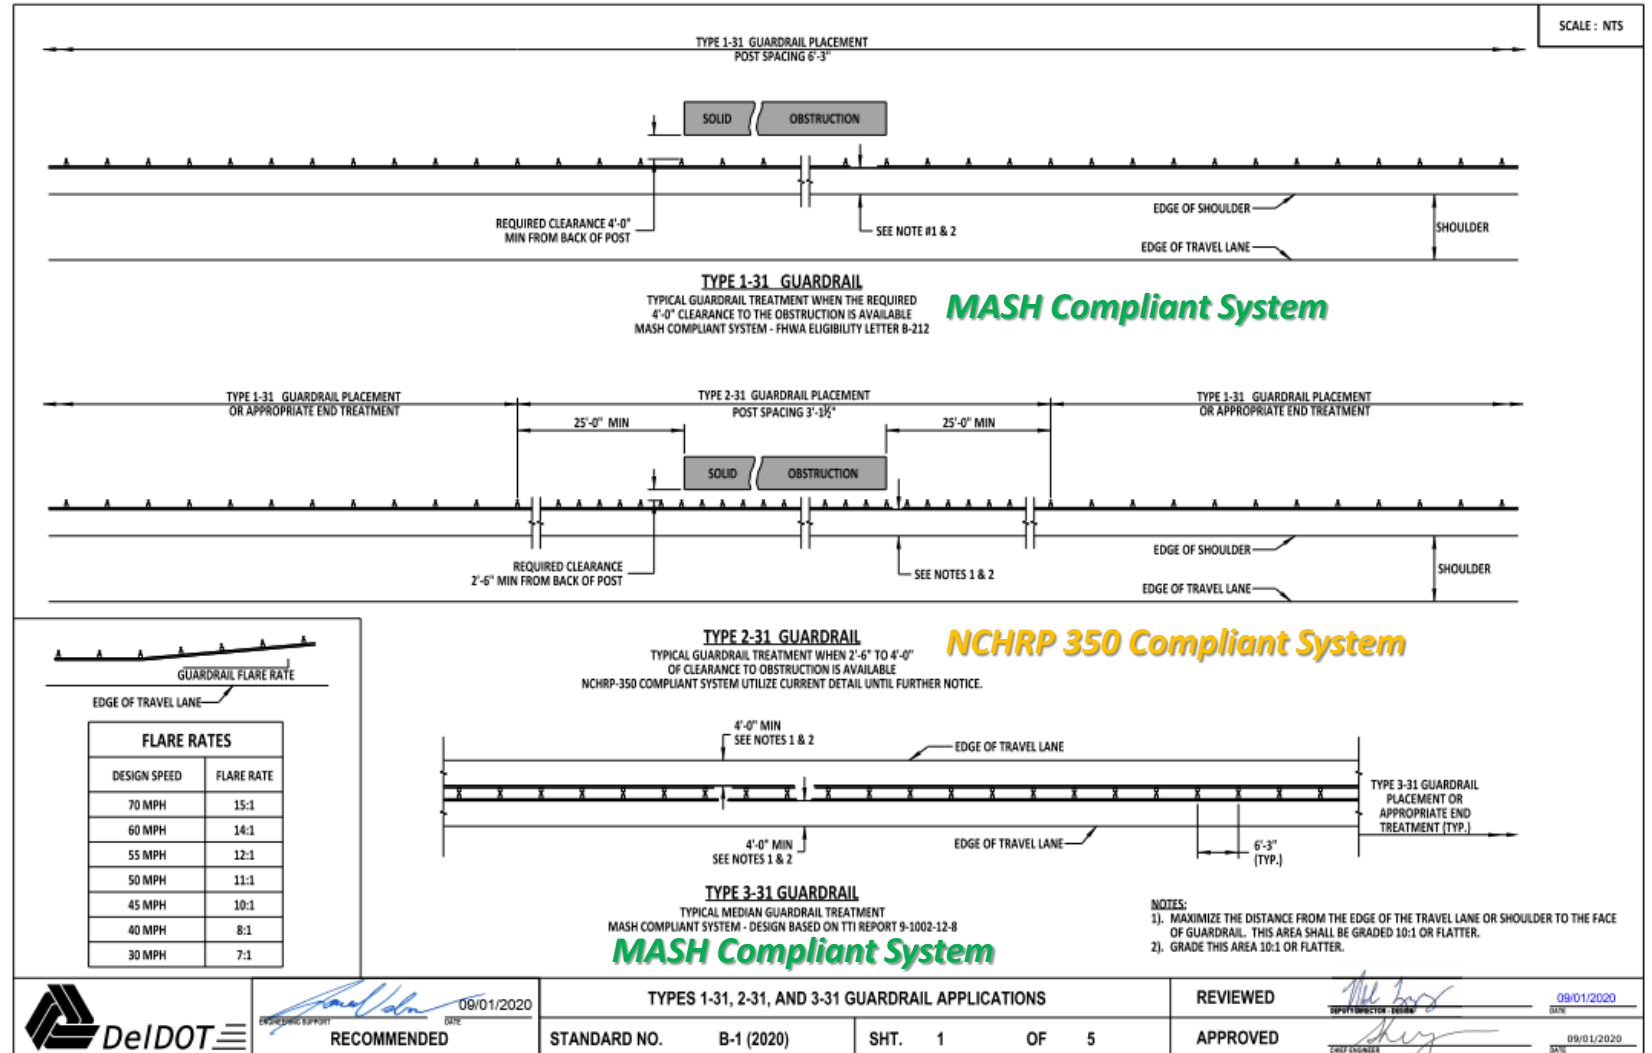 SCALE : NTS
TYPE 1-31 GUARDRAIL PLACEMENT
POST SPACING 6'-3"
SOLID
OBSTRUCTION
REQUIRED CLEARANCE 4'-0"
MIN FROM BACK OF POST
SEE NOTE #1 & 2
EDGE OF SHOULDER
EDGE OF TRAVEL LANE
SHOULDER
TYPE 1-31 GUARDRAIL
TYPICAL GUARDRAIL TREATMENT WHEN THE REQUIRED
4'-0" CLEARANCE TO THE OBSTRUCTION IS AVAILABLE
MASH COMPLIANT SYSTEM - FHWA ELIGIBILITY LETTER B-212
MASH Compliant System
TYPE 1-31 GUARDRAIL PLACEMENT
OR APPROPRIATE END TREATMENT
TYPE 2-31 GUARDRAIL PLACEMENT
POST SPACING 3'-1½"
TYPE 1-31 GUARDRAIL PLACEMENT
OR APPROPRIATE END TREATMENT
25'-0" MIN
25'-0" MIN
SOLID
OBSTRUCTION
REQUIRED CLEARANCE
2'-6" MIN FROM BACK OF POST
SEE NOTES 1 & 2
EDGE OF SHOULDER
EDGE OF TRAVEL LANE
SHOULDER
TYPE 2-31 GUARDRAIL
TYPICAL GUARDRAIL TREATMENT WHEN 2'-6" TO 4'-0"
OF CLEARANCE TO OBSTRUCTION IS AVAILABLE
NCHRP-350 COMPLIANT SYSTEM UTILIZE CURRENT DETAIL UNTIL FURTHER NOTICE.
NCHRP 350 Compliant System
GUARDRAIL FLARE RATE
EDGE OF TRAVEL LANE
FLARE RATES
DESIGN SPEED FLARE RATE
70 MPH 15:1
60 MPH 14:1
55 MPH 12:1
50 MPH 11:1
45 MPH 10:1
40 MPH 8:1
30 MPH 7:1
4'-0" MIN
SEE NOTES 1 & 2
EDGE OF TRAVEL LANE
4'-0" MIN
SEE NOTES 1 & 2
EDGE OF TRAVEL LANE
6'-3"
(TYP.)
TYPE 3-31 GUARDRAIL
PLACEMENT OR
APPROPRIATE END
TREATMENT (TYP.)
TYPE 3-31 GUARDRAIL
TYPICAL MEDIAN GUARDRAIL TREATMENT
MASH COMPLIANT SYSTEM - DESIGN BASED ON TTI REPORT 9-1002-12-8
MASH Compliant System
NOTES:
1). MAXIMIZE THE DISTANCE FROM THE EDGE OF THE TRAVEL LANE OR SHOULDER TO THE FACE
OF GUARDRAIL. THIS AREA SHALL BE GRADED 10:1 OR FLATTER.
2). GRADE THIS AREA 10:1 OR FLATTER.
DelDOT
09/01/2020
ENGINEERING SUPPORT DATE
RECOMMENDED
TYPES 1-31, 2-31, AND 3-31 GUARDRAIL APPLICATIONS
STANDARD NO. B-1 (2020) SHT. 1 OF 5
REVIEWED
DEPUTY DIRECTOR - DESIGN
09/01/2020
DATE
APPROVED
CHIEF ENGINEER
09/01/2020
DATE